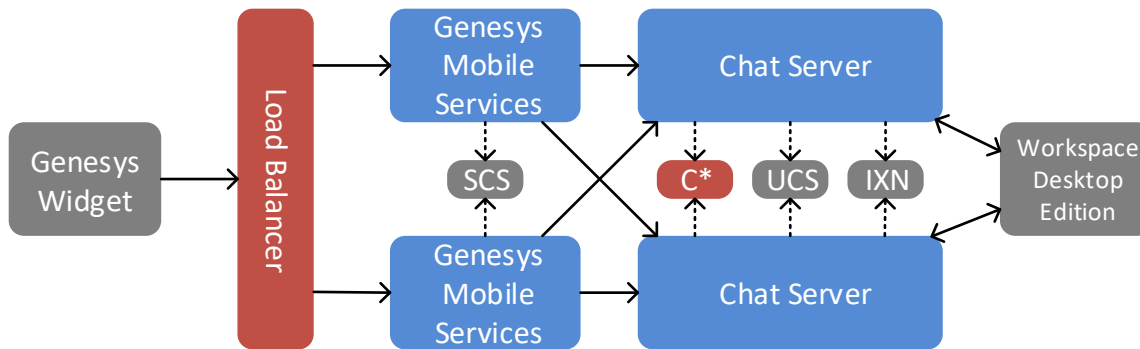 Genesys
Widget
Load Balancer
Genesys
Mobile
Services
Chat Server
SCS
C*
UCS
IXN
Workspace
Desktop
Edition
Genesys
Mobile
Services
Chat Server